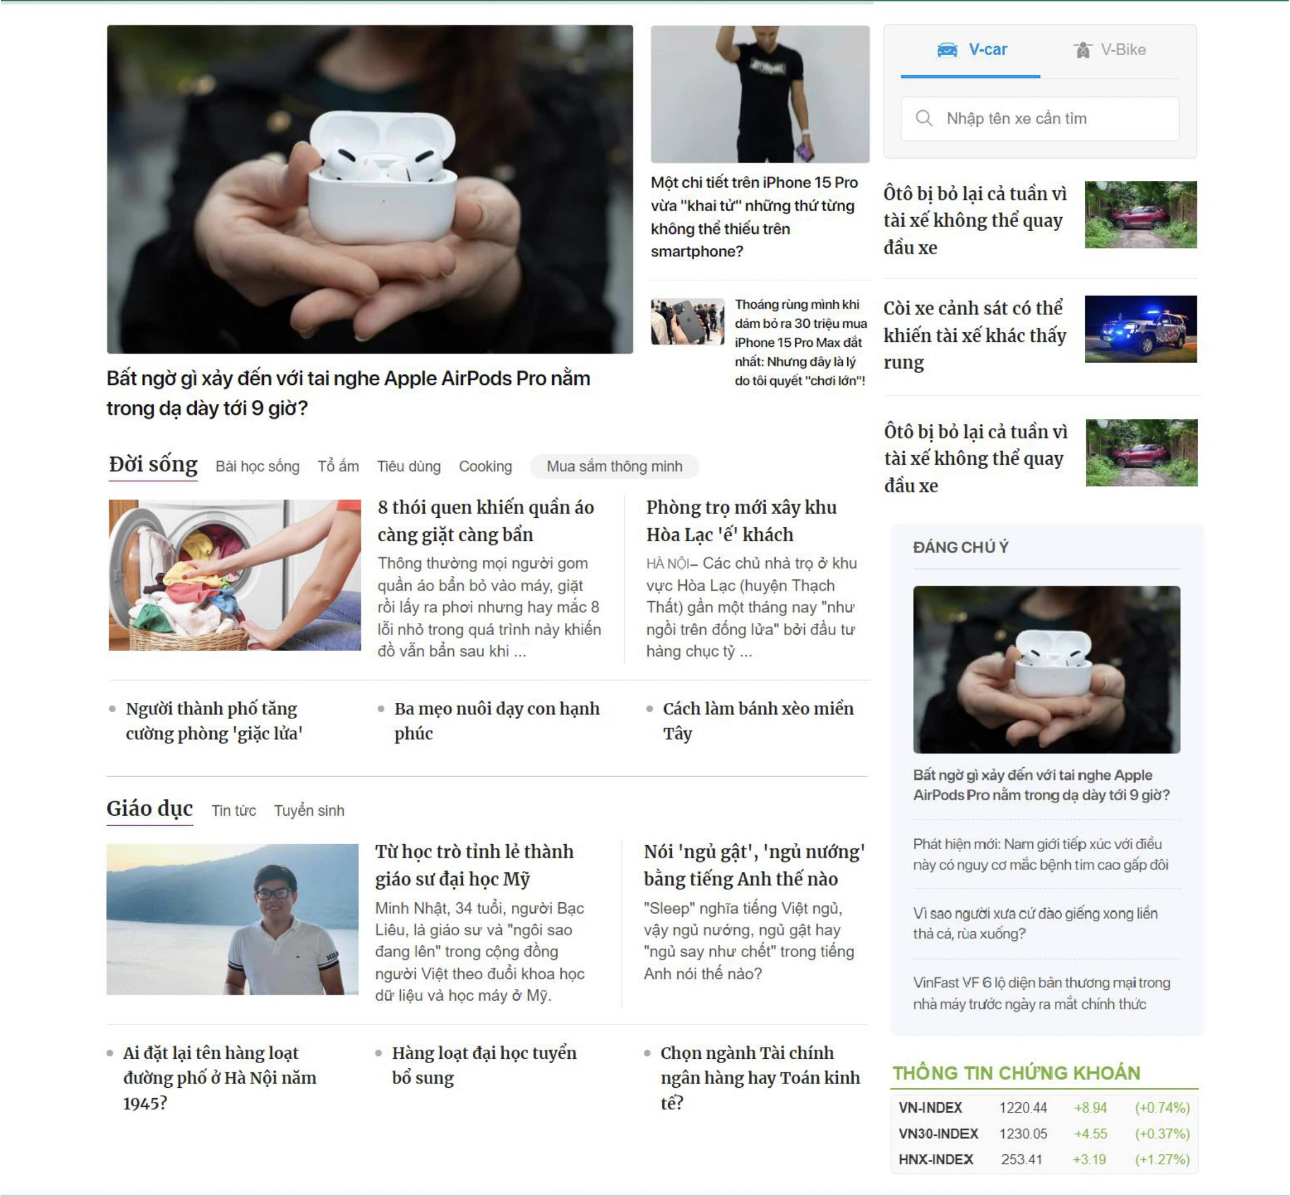 Bất ngờ gì xảy đến với tai nghe Apple AirPods Pro nằm
trong dạ dày tới 9 giờ?
Một chi tiết trên iPhone 15 Pro
vừa "khai tử" những thứ từng
không thể thiếu trên
smartphone?
Thoáng rùng mình khi
dám bỏ ra 30 triệu mua
iPhone 15 Pro Max đắt
nhất: Nhưng đây là lý
do tôi quyết "chơi lớn"!
V-car
V-Bike
Nhập tên xe cần tìm
Ôtô bị bỏ lại cả tuần vì
tài xế không thể quay
đầu xe
Còi xe cảnh sát có thể
khiến tài xế khác thấy
rung
Ôtô bị bỏ lại cả tuần vì
tài xế không thể quay
đầu xe
Đời sống Bài học sống Tổ ấm Tiêu dùng Cooking Mua sắm thông minh
8 thói quen khiến quần áo
càng giặt càng bẩn
Thông thường mọi người gom
quần áo bẩn bỏ vào máy, giặt
rồi lấy ra phơi nhưng hay mắc 8
lỗi nhỏ trong quá trình này khiến
đồ vẫn bẩn sau khi ...
Phòng trọ mới xây khu
Hòa Lạc 'ế' khách
HÀ NỘI– Các chủ nhà trọ ở khu
vực Hòa Lạc (huyện Thạch
Thất) gần một tháng nay "như
ngồi trên đống lửa" bởi đầu tư
hàng chục tỷ ...
Người thành phố tăng
cường phòng 'giặc lửa'
Ba mẹo nuôi dạy con hạnh
phúc
Cách làm bánh xèo miền
Tây
Giáo dục Tin tức Tuyển sinh
Từ học trò tỉnh lẻ thành
giáo sư đại học Mỹ
Minh Nhật, 34 tuổi, người Bạc
Liêu, là giáo sư và "ngôi sao
đang lên" trong cộng đồng
người Việt theo đuổi khoa học
dữ liệu và học máy ở Mỹ.
Nói 'ngủ gật', 'ngủ nướng'
bằng tiếng Anh thế nào
"Sleep" nghĩa tiếng Việt ngủ,
vậy ngủ nướng, ngủ gật hay
"ngủ say như chết" trong tiếng
Anh nói thế nào?
Ai đặt lại tên hàng loạt
đường phố ở Hà Nội năm
1945?
Hàng loạt đại học tuyển
bổ sung
Chọn ngành Tài chính
ngân hàng hay Toán kinh
tế?
ĐÁNG CHÚ Ý
Bất ngờ gì xảy đến với tai nghe Apple
AirPods Pro nằm trong dạ dày tới 9 giờ?
Phát hiện mới: Nam giới tiếp xúc với điều
này có nguy cơ mắc bệnh tim cao gấp đôi
Vì sao người xưa cứ đào giếng xong liền
thả cá, rùa xuống?
VinFast VF 6 lộ diện bản thương mại trong
nhà máy trước ngày ra mắt chính thức
THÔNG TIN CHỨNG KHOÁN
VN-INDEX 1220.44 +8.94 (+0.74%)
VN30-INDEX 1230.05 +4.55 (+0.37%)
HNX-INDEX 253.41 +3.19 (+1.27%)